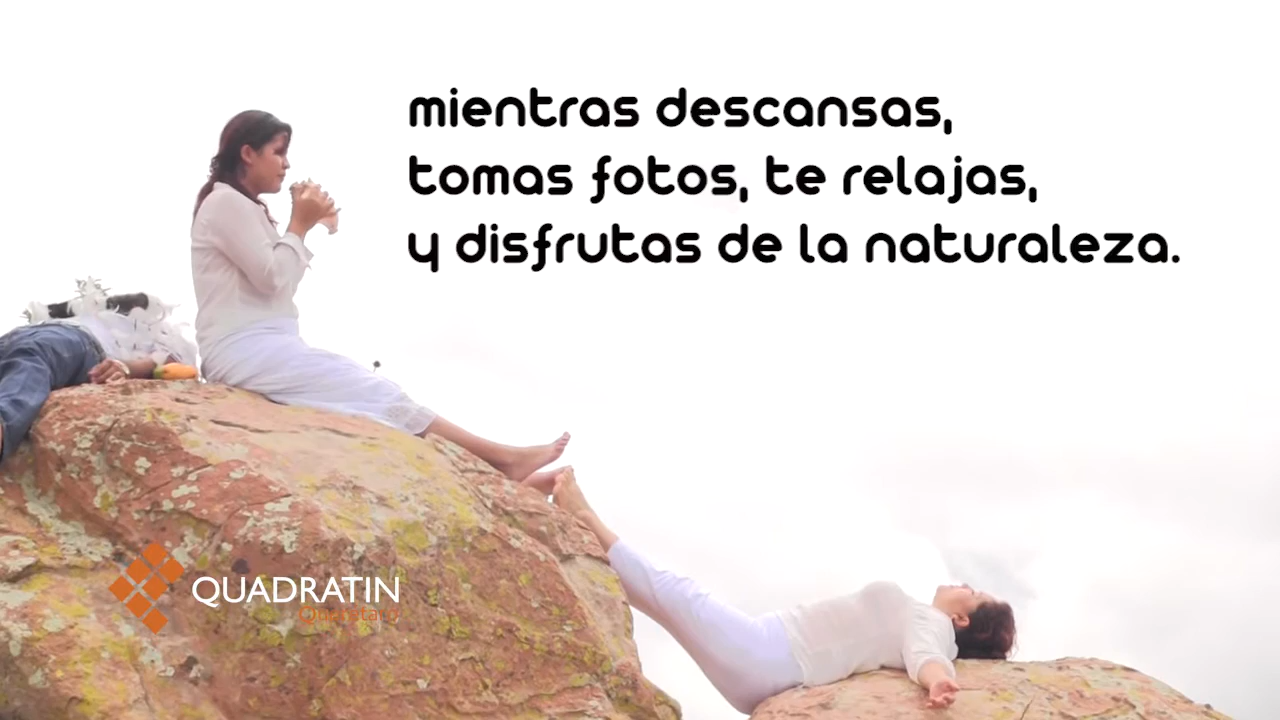 mientras descansas,
tomas fotos, te relajas,
y disfrutas de la naturaleza.
QUADRATIN
Querétaro